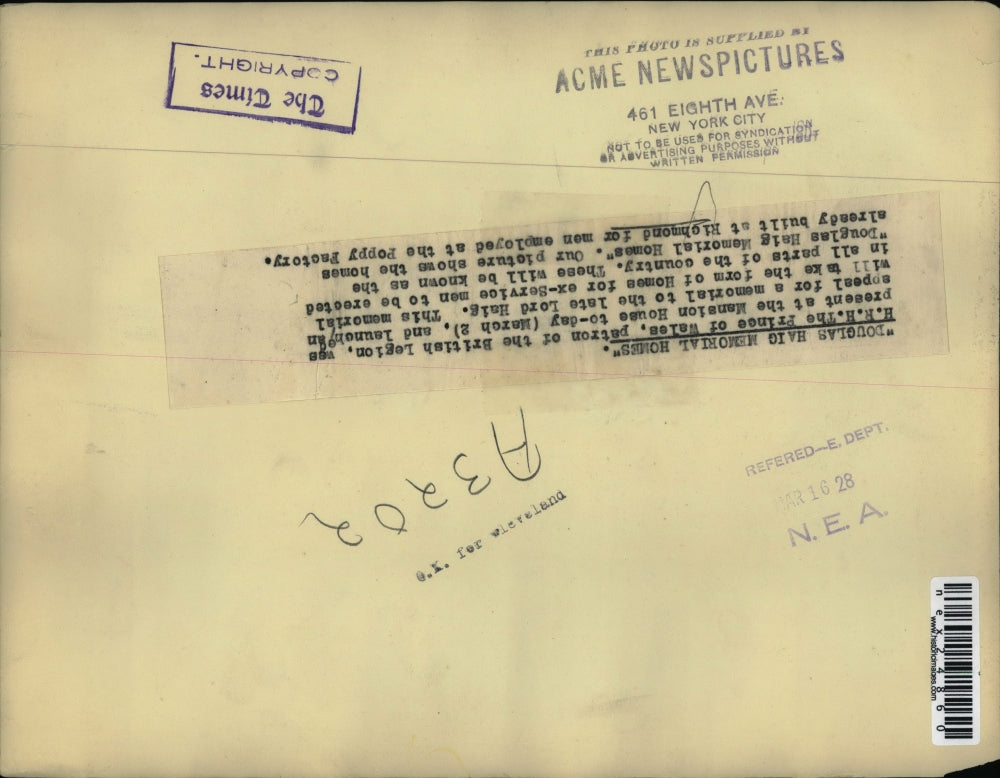 THIS PHOTO IS SUPPLIED BY
ACME NEWSPICTURES
461 EIGHTH AVE.
NEW YORK CITY
NOT TO BE USED FOR SYNDICATION
OR ADVERTISING PURPOSES WITHOUT
WRITTEN PERMISSION
The Times
COPYRIGHT.
"DOUGLAS HAIG MEMORIAL HOMES".
H.R.H.The Prince of Wales, patron of the British Legion, was
present at the Mansion House to-day (March 2), and launched an
appeal for a memorial to the late Lord Haig. This memorial
will take the form of Homes for ex-Service men to be erected
in all parts of the country. These will be known as the
"Douglas Haig Memorial Homes". Our picture shows the homes
already built at Richmond for men employed at the Poppy Factory.
A3202
O.K. for Cleveland
REFERED-E. DEPT.
MAR 16 28
N. E. A.
nex24860
www.historicimages.com